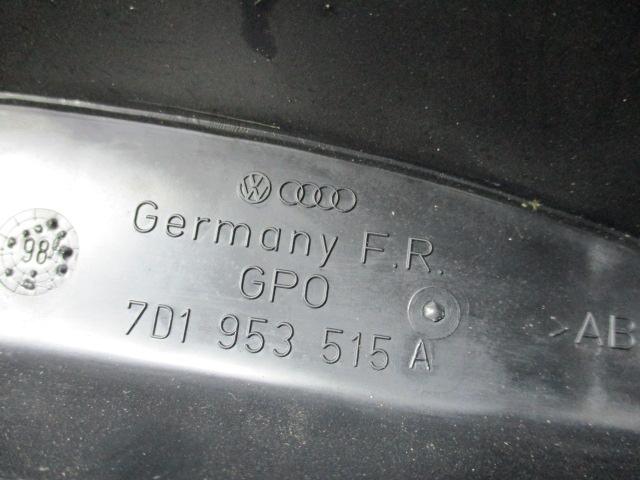 Germany F.R.
GPO
7D1 953 515 A
>AB
98